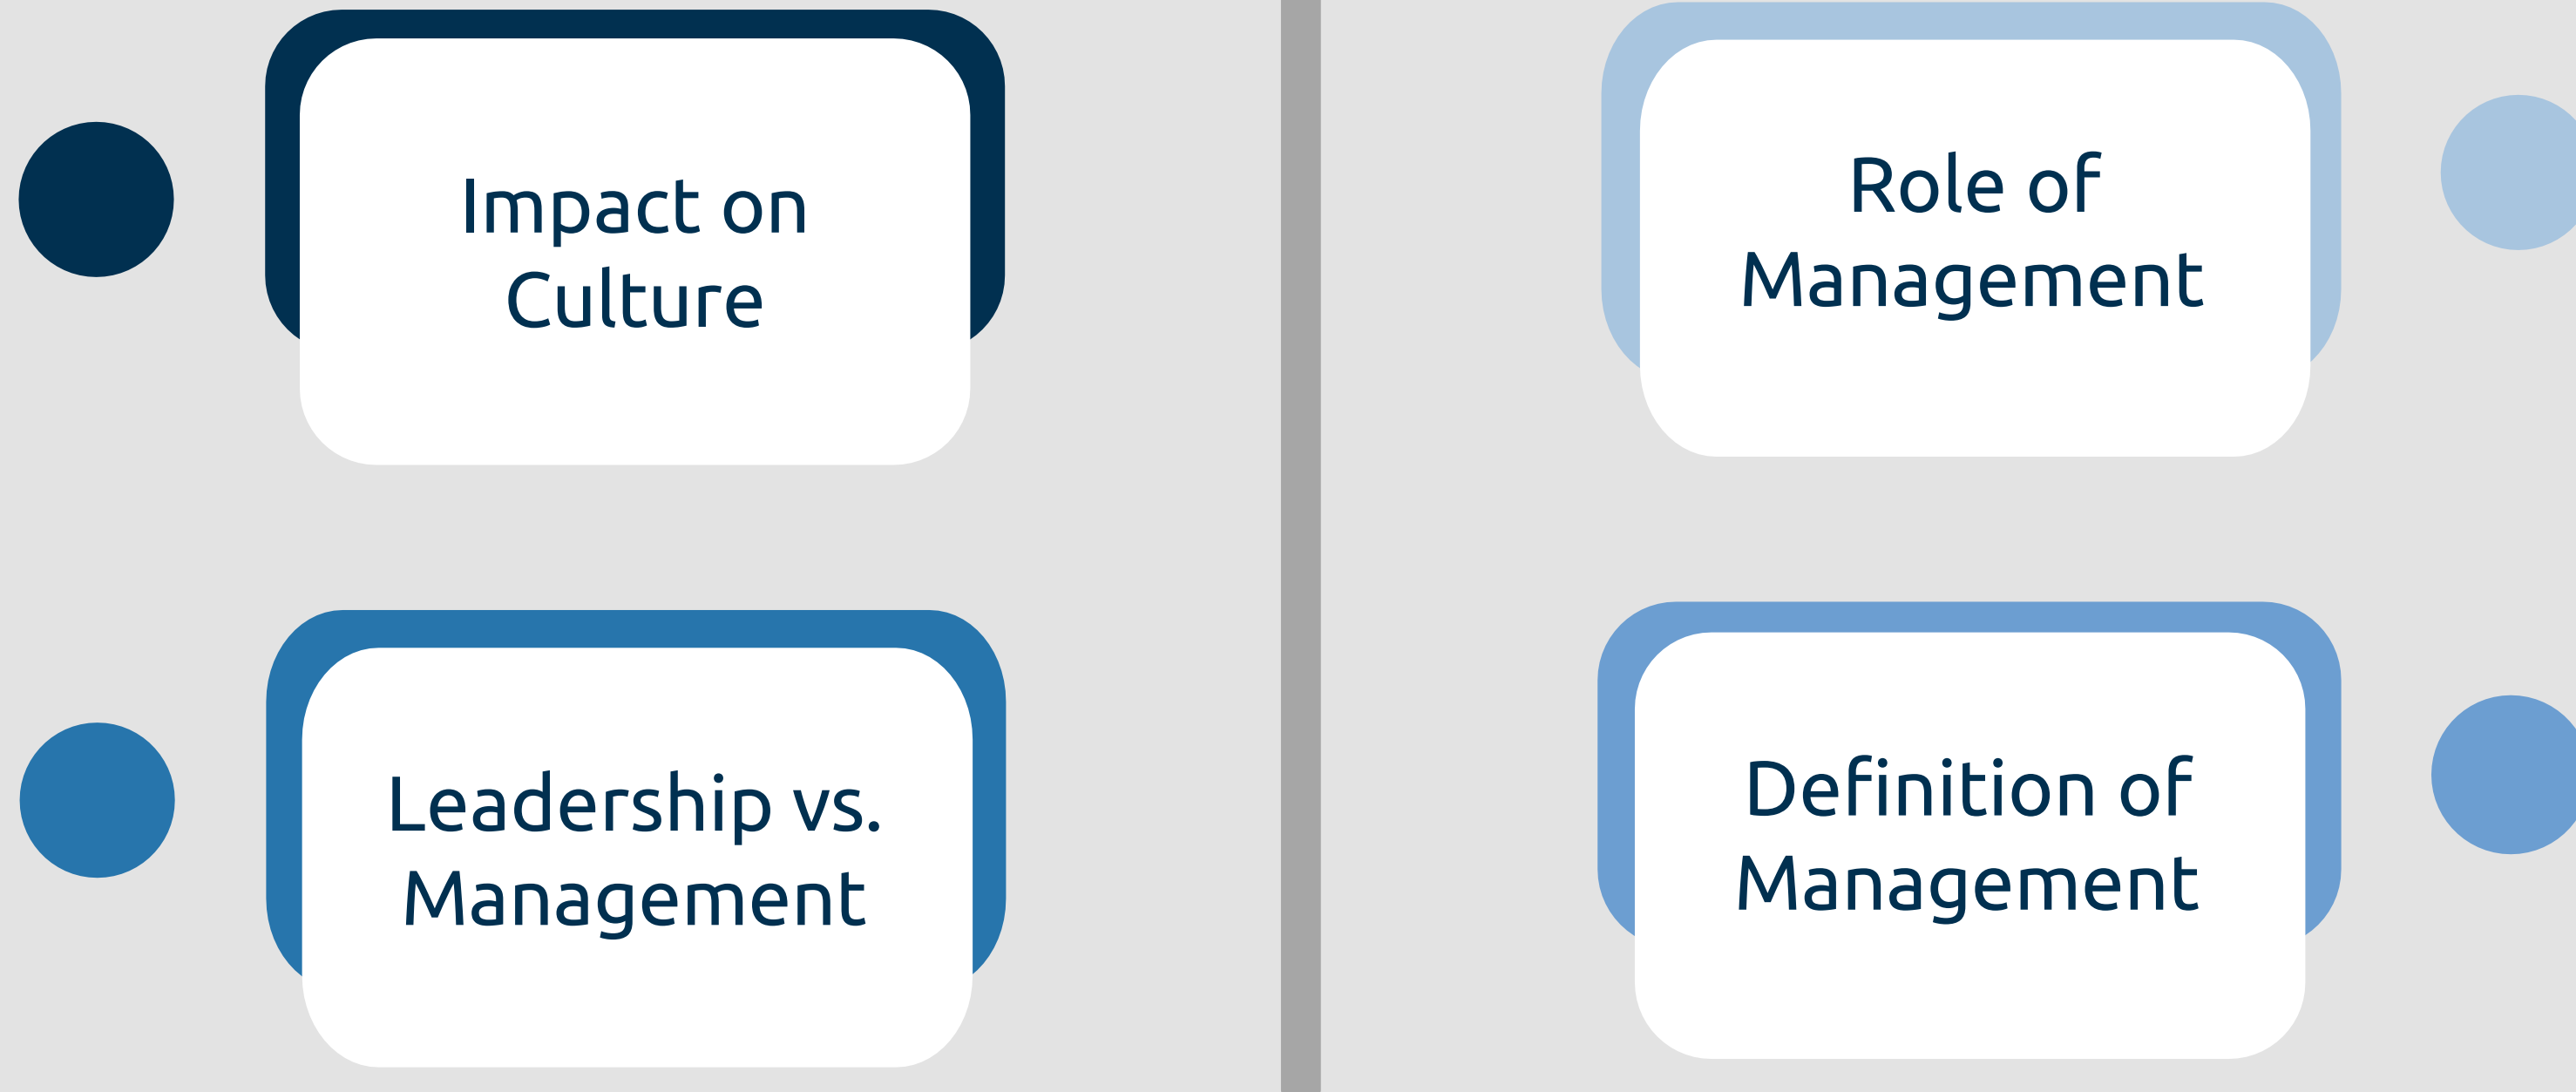 Impact on
Culture
Role of
Management
Leadership vs.
Management
Definition of
Management